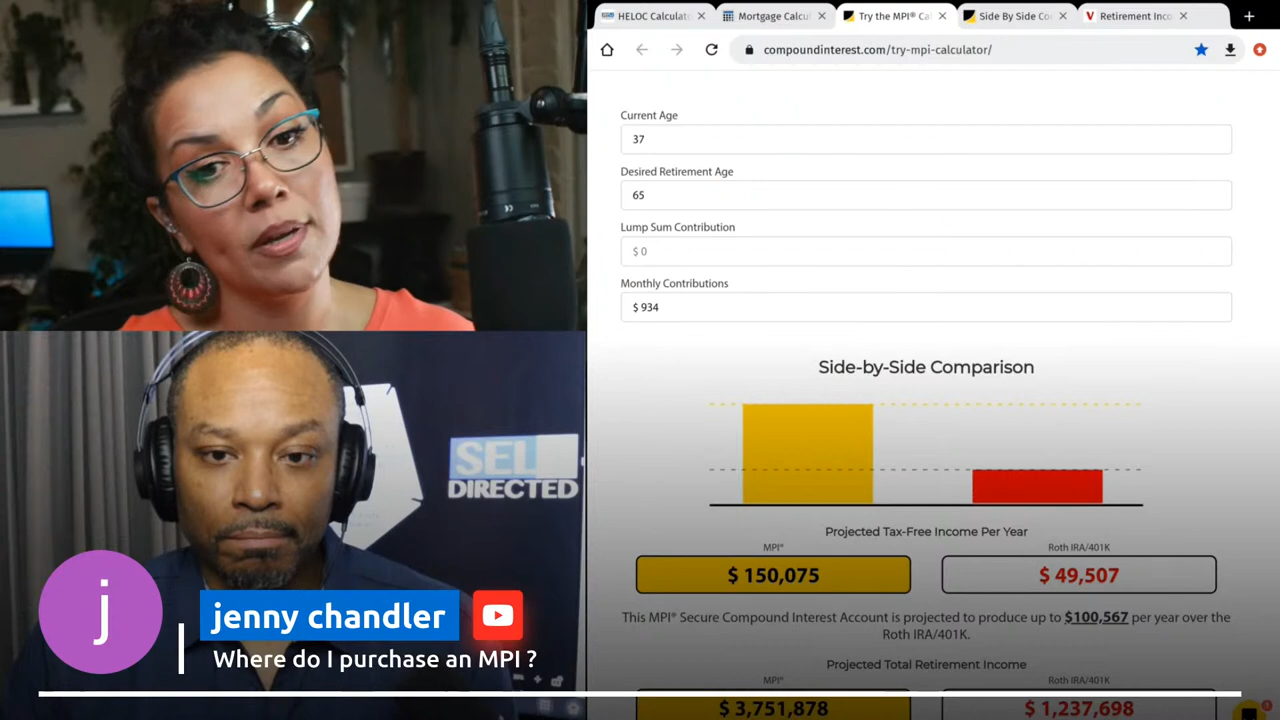 HELOC Calculat
Mortgage Calcu
Try the MPI® Ca
Side By Side Co
Retirement Inco
compoundinterest.com/try-mpi-calculator/
Current Age
37
Desired Retirement Age
65
Lump Sum Contribution
$ 0
Monthly Contributions
$ 934
Side-by-Side Comparison
Projected Tax-Free Income Per Year
MPI®
Roth IRA/401K
$ 150,075
$ 49,507
This MPI® Secure Compound Interest Account is projected to produce up to $100,567 per year over the
Roth IRA/401K.
Projected Total Retirement Income
MPI®
Roth IRA/401K
$ 3,751,878
$ 1,237,698
SEL
DIRECTED
j
jenny chandler
Where do I purchase an MPI ?